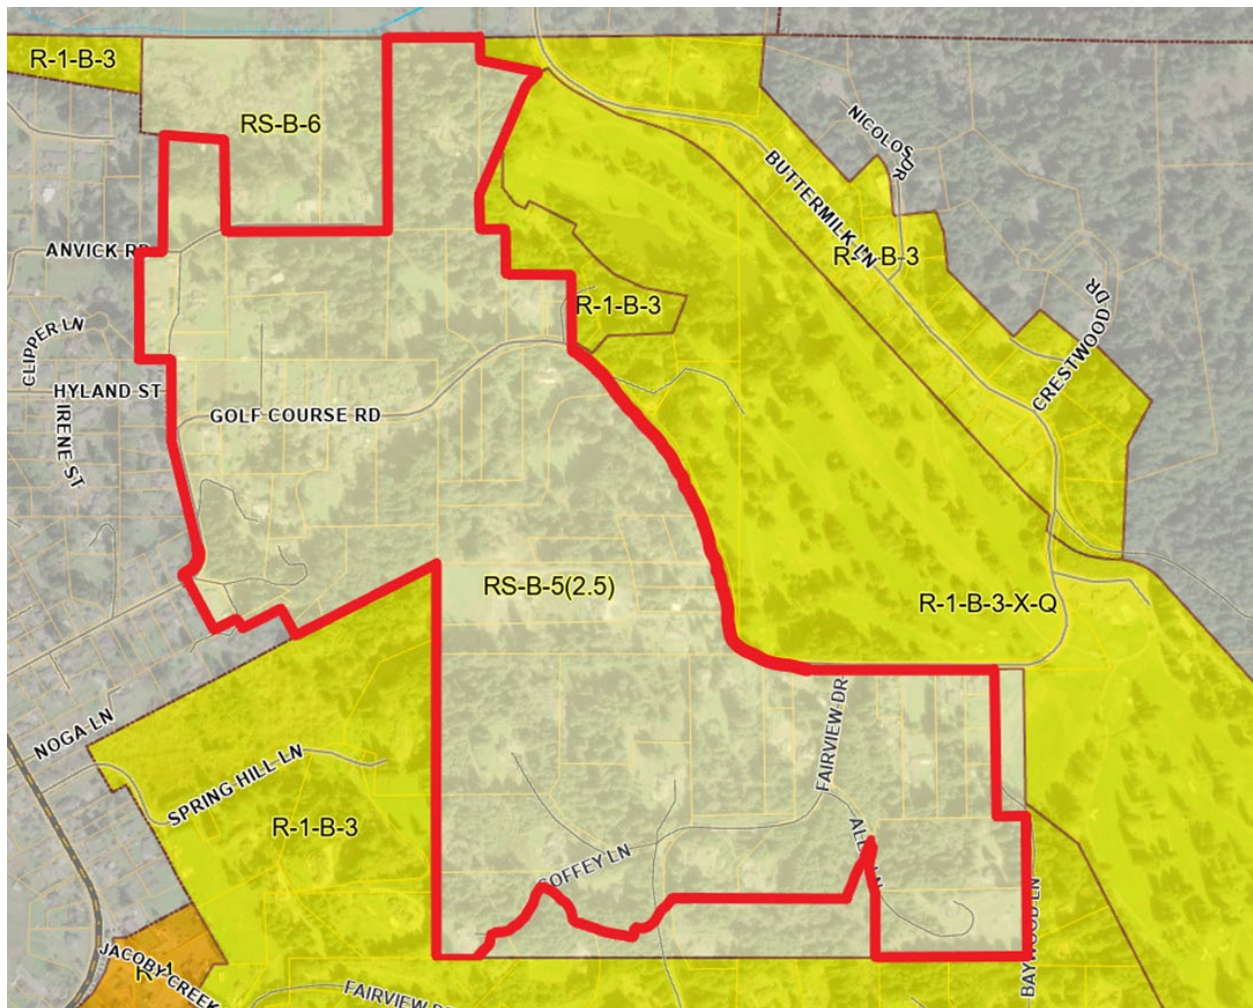 R-1-B-3
NICOLOS DR
RS-B-6
BUTTERMILK LN
ANVICK RD
R-1-B-3
CRESTWOOD DR
R-1-B-3
CLIPPER LN
HYLAND ST
GOLF COURSE RD
IRENE ST
RS-B-5(2.5)
R-1-B-3-X-Q
NOGA LN
FAIRVIEW DR
SPRING HILL LN
R-1-B-3
COFFEY LN
LN
BAYWOOD LN
JACOBY CREEK
FAIRVIEW